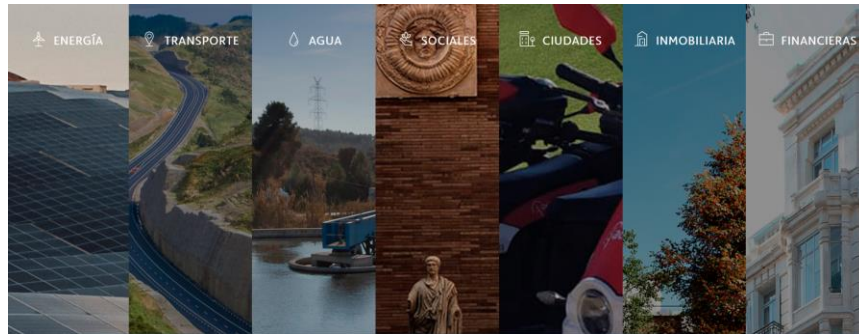 ENERGÍA
TRANSPORTE
AGUA
SOCIALES
CIUDADES
INMOBILIARIA
FINANCIERAS